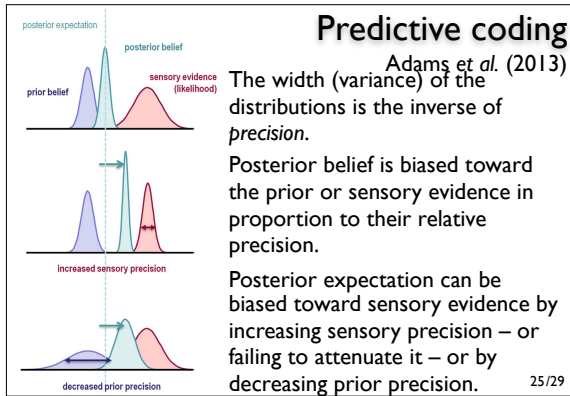 Predictive coding
Adams et al. (2013)
posterior expectation
posterior belief
prior belief
sensory evidence
(likelihood)
increased sensory precision
decreased prior precision
The width (variance) of the
distributions is the inverse of
precision.
Posterior belief is biased toward
the prior or sensory evidence in
proportion to their relative
precision.
Posterior expectation can be
biased toward sensory evidence by
increasing sensory precision – or
failing to attenuate it – or by
decreasing prior precision.
25/29